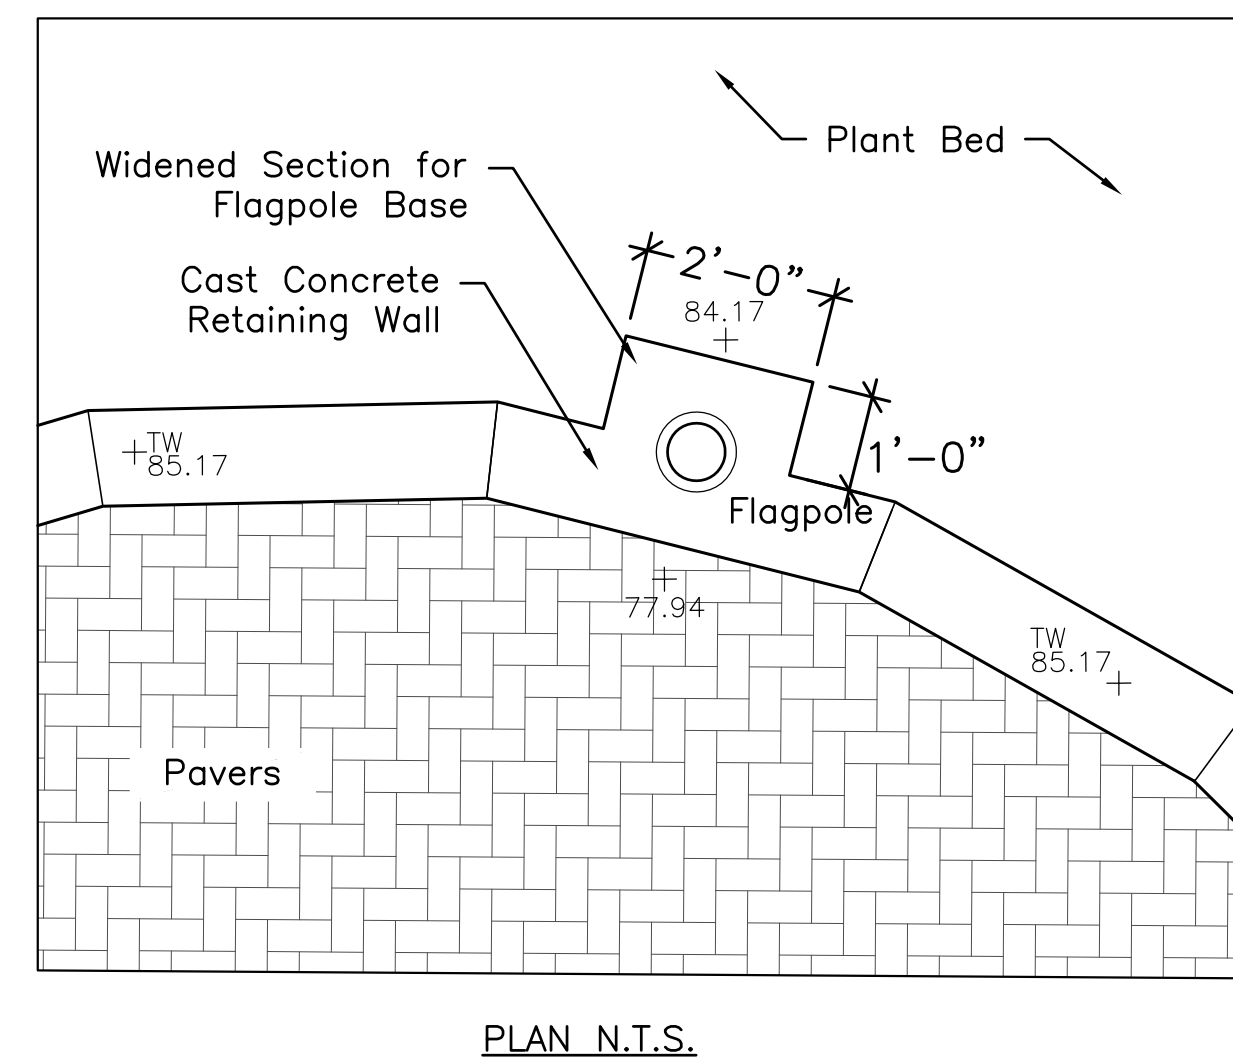 Plant Bed
Widened Section for
Flagpole Base
2'-0"
Cast Concrete
Retaining Wall
84.17
TW
85.17
1'-0"
Flagpole
77.94
TW
85.17
Pavers
PLAN N.T.S.